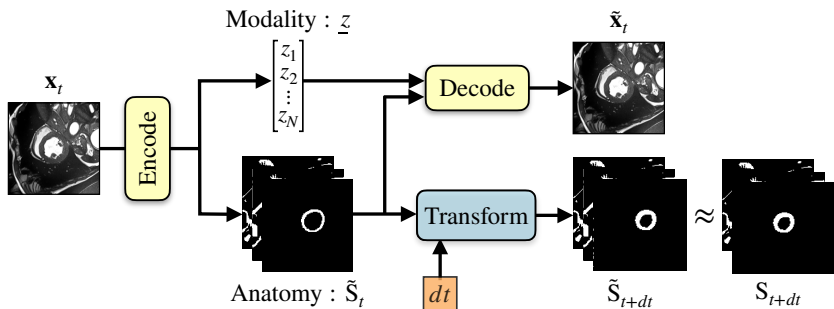 Modality : z
x̃_t
x_t
z_1
z_2
⋮
z_N
Encode
Decode
Transform
≈
dt
Anatomy : S̃_t
S̃_{t+dt}
S_{t+dt}